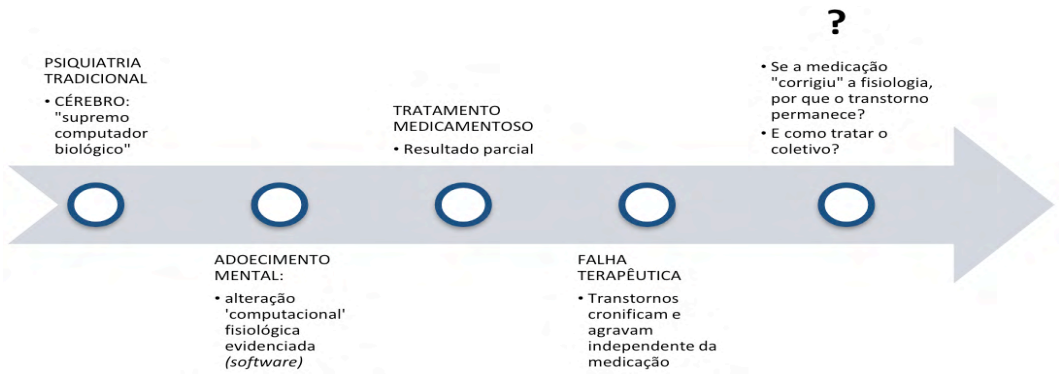 PSIQUIATRIA
TRADICIONAL
• CÉREBRO:
"supremo
computador
biológico"
ADOECIMENTO
MENTAL:
• alteração
'computacional'
fisiológica
evidenciada
(software)
TRATAMENTO
MEDICAMENTOSO
• Resultado parcial
FALHA
TERAPÊUTICA
• Transtornos
cronificam e
agravam
independente da
medicação
?
• Se a medicação
"corrigiu" a fisiologia,
por que o transtorno
permanece?
• E como tratar o
coletivo?